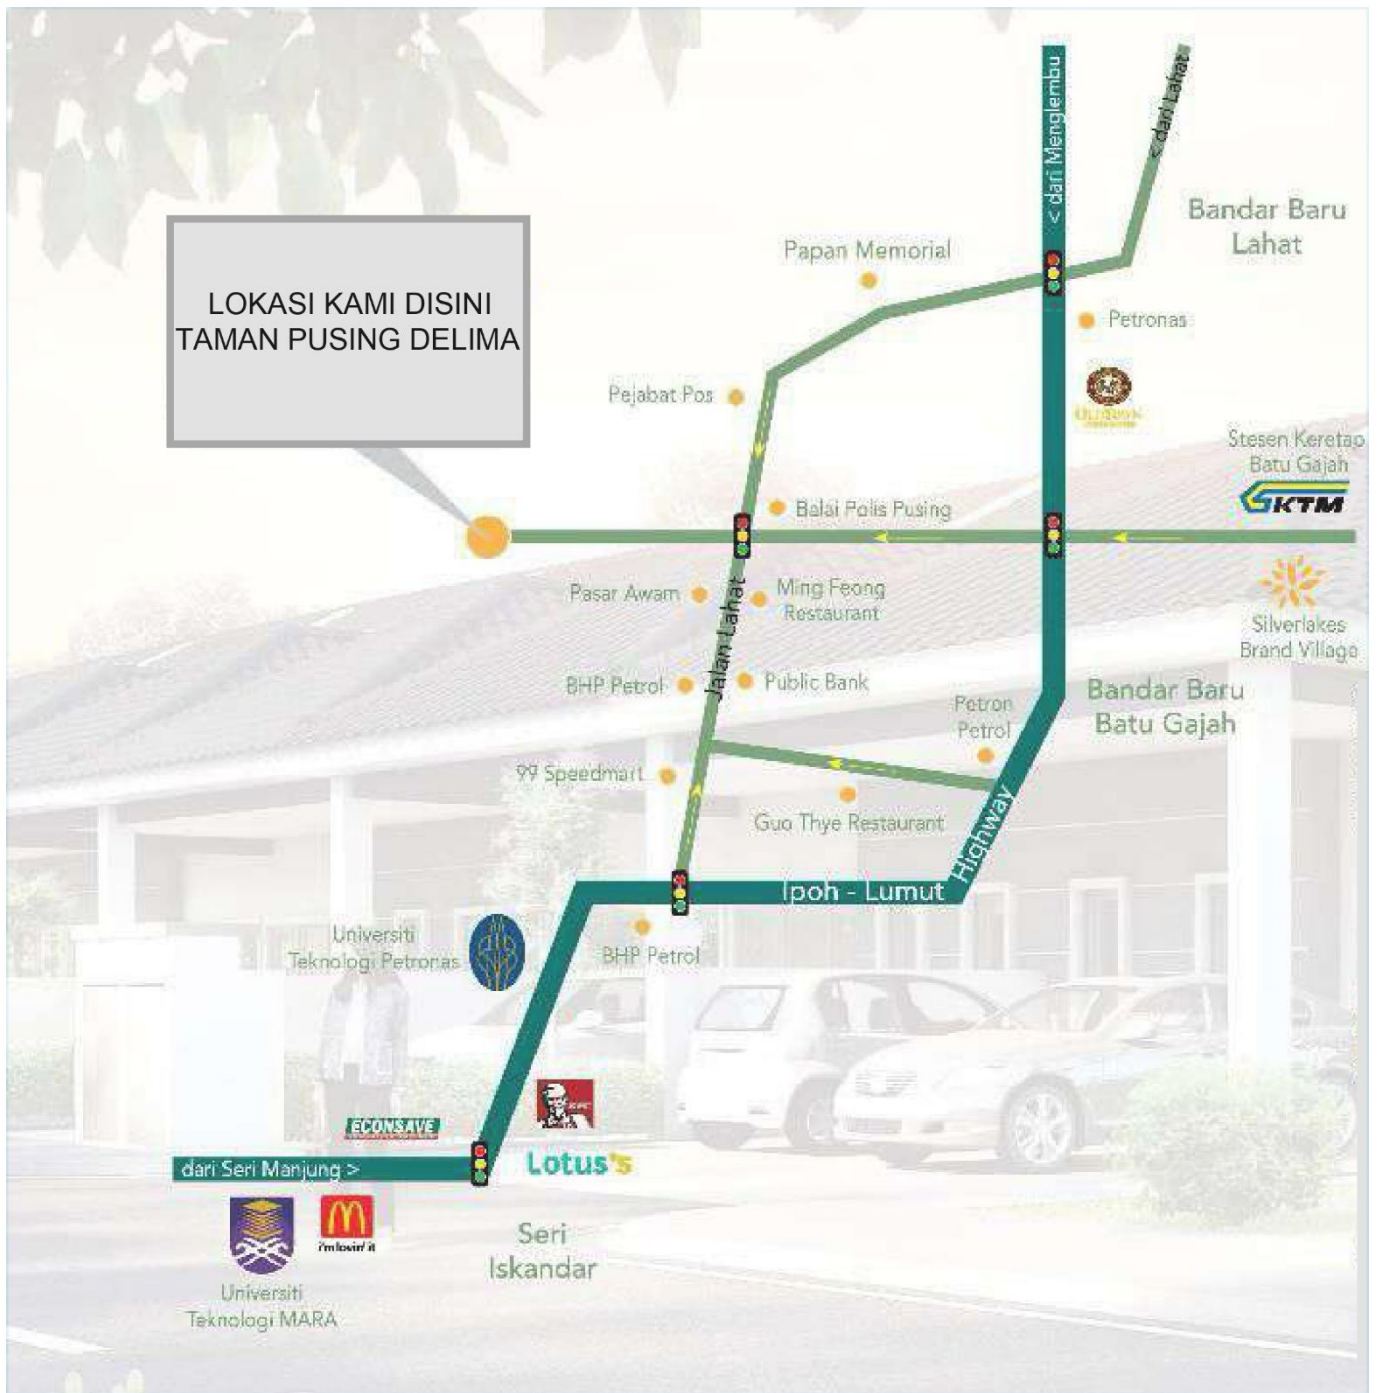 < dari Menglembu
< dari Lahat
Bandar Baru
Lahat
Papan Memorial
LOKASI KAMI DISINI
TAMAN PUSING DELIMA
Petronas
Pejabat Pos
OLDTOWN
Stesen Keretap
Batu Gajah
KTM
Balai Polis Pusing
Pasar Awam
Ming Feong
Restaurant
Jalan Lahat
Silverlakes
Brand Village
BHP Petrol
Public Bank
Bandar Baru
Batu Gajah
Petron
Petrol
99 Speedmart
Guo Thye Restaurant
Ipoh - Lumut
Highway
Universiti
Teknologi Petronas
BHP Petrol
ECONSAVE
KFC
dari Seri Manjung >
Lotus's
i'm lovin' it
Seri
Iskandar
Universiti
Teknologi MARA